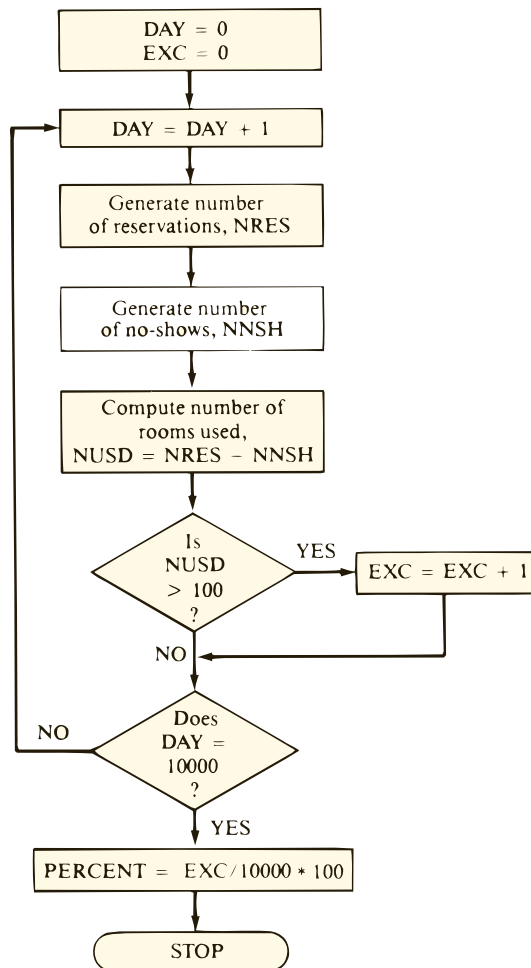 DAY = 0
EXC = 0
DAY = DAY + 1
Generate number
of reservations, NRES
Generate number
of no-shows, NNSH
Compute number of
rooms used,
NUSD = NRES – NNSH
Is
NUSD
> 100
?
YES
EXC = EXC + 1
NO
Does
DAY =
10000
?
NO
YES
PERCENT = EXC/10000 * 100
STOP